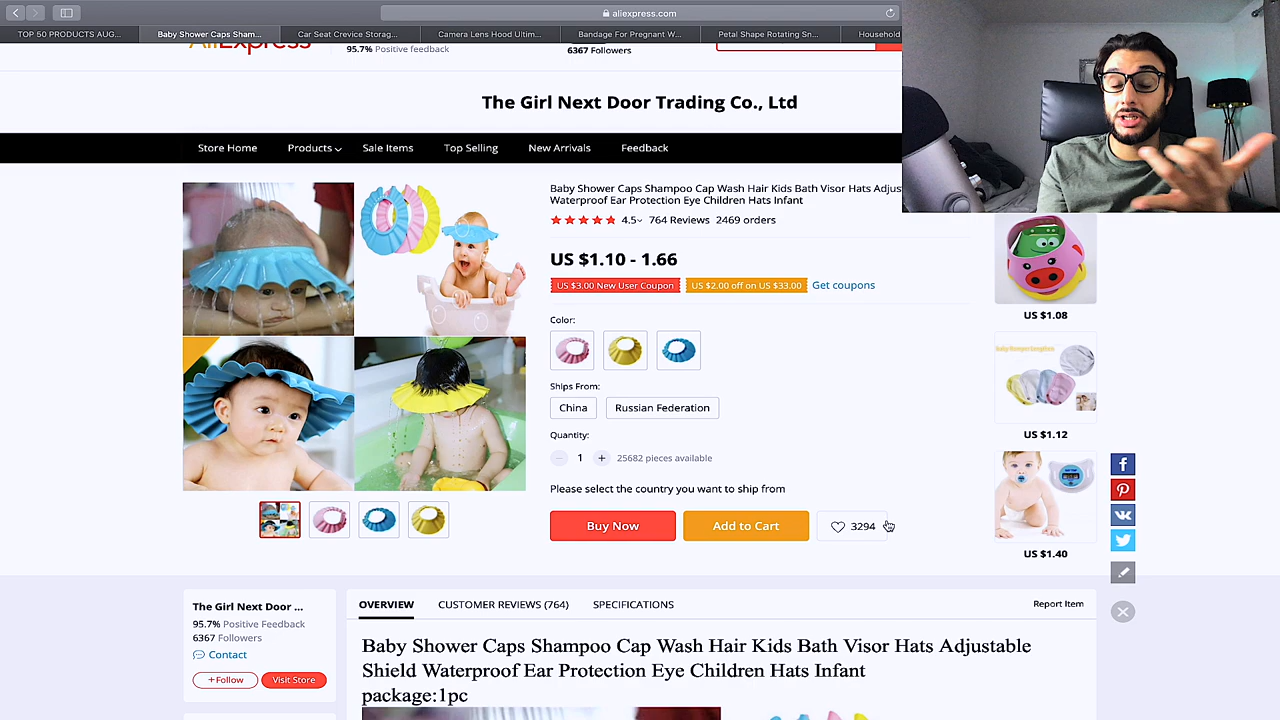 aliexpress.com
TOP 50 PRODUCTS AUG...
Baby Shower Caps Sham...
Car Seat Crevice Storag...
Camera Lens Hood Ultim...
Bandage For Pregnant W...
Petal Shape Rotating Sn...
Household
AliExpress
95.7% Positive feedback
6367 Followers
The Girl Next Door Trading Co., Ltd
Store Home
Products
Sale Items
Top Selling
New Arrivals
Feedback
Baby Shower Caps Shampoo Cap Wash Hair Kids Bath Visor Hats Adjus
Waterproof Ear Protection Eye Children Hats Infant
4.5 764 Reviews 2469 orders
US $1.10 - 1.66
US $3.00 New User Coupon
US $2.00 off on US $33.00
Get coupons
Color:
Ships From:
China
Russian Federation
Quantity:
1
25682 pieces available
Please select the country you want to ship from
Buy Now
Add to Cart
3294
US $1.08
US $1.12
US $1.40
The Girl Next Door ...
95.7% Positive Feedback
6367 Followers
Contact
+Follow
Visit Store
OVERVIEW
CUSTOMER REVIEWS (764)
SPECIFICATIONS
Report Item
Baby Shower Caps Shampoo Cap Wash Hair Kids Bath Visor Hats Adjustable
Shield Waterproof Ear Protection Eye Children Hats Infant
package:1pc